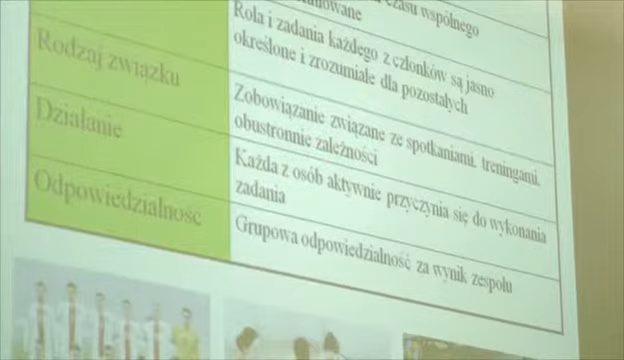 czasu wspólnego
Rola i zadania każdego z członków są jasno
określone i zrozumiałe dla pozostałych
Rodzaj związku
Zobowiązanie związane ze spotkaniami, treningami,
obustronnie zależności
Działanie
Każda z osób aktywnie przyczynia się do wykonania
zadania
Odpowiedzialność
Grupowa odpowiedzialność za wynik zespołu